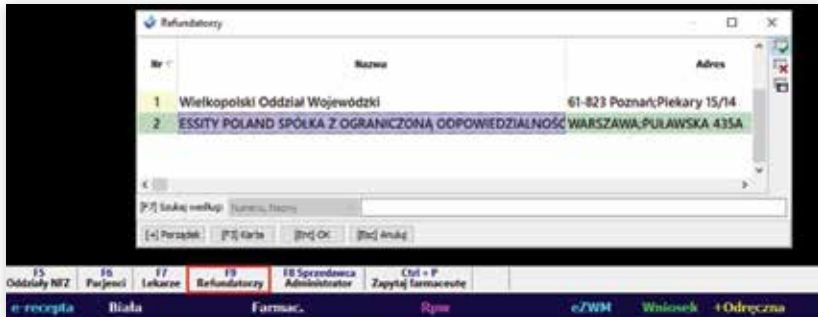 Refundatorzy
Nr Nazwa Adres
1 Wielkopolski Oddział Wojewódzki 61-823 Poznań;Piekary 15/14
2 ESSITY POLAND SPÓŁKA Z OGRANICZONĄ ODPOWIEDZIALNOŚC WARSZAWA;PUŁAWSKA 435A
[F7] Szukaj według: Numeru, Nazwy
[+] Porządek [F3] Karta [Ent] OK [Esc] Anuluj
F5 F6 F7 F9 F8 Sprzedawca Ctrl + P
Oddziały NFZ Pacjenci Lekarze Refundatorzy Administrator Zapytaj farmaceutę
e-recepta Biała Farmac. Rpw eZWM Wniosek +Odręczna